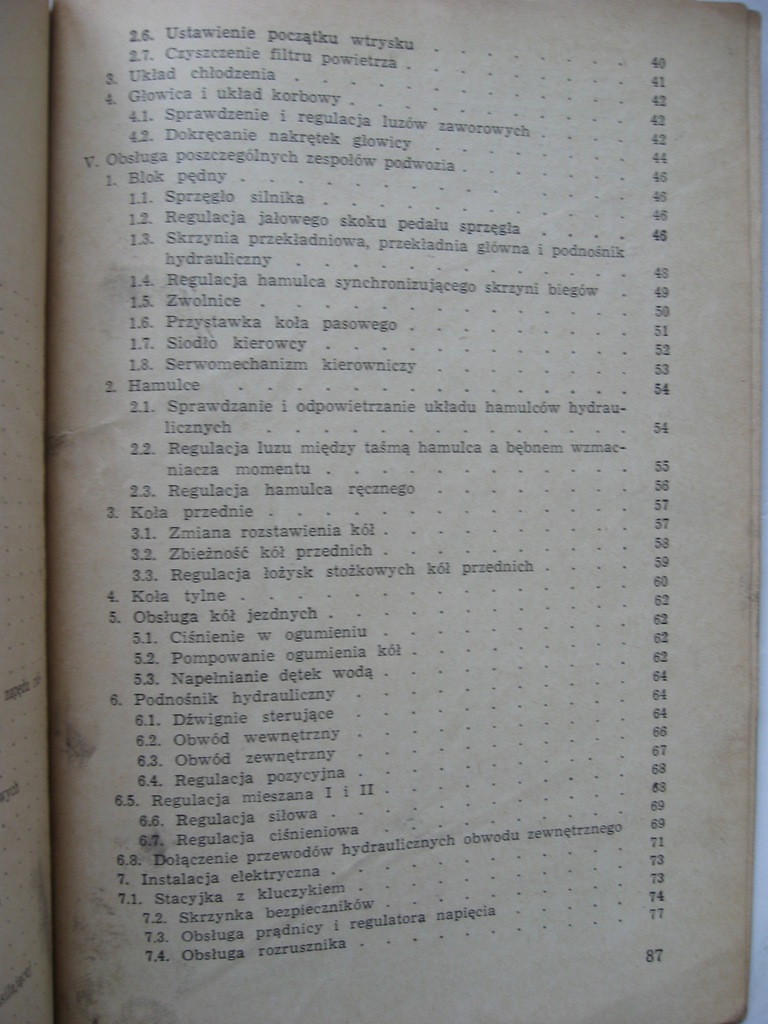 2.6. Ustawienie początku wtrysku . . . . . . . 40
2.7. Czyszczenie filtru powietrza . . . . . . . 41
3. Układ chłodzenia . . . . . . . . . . 42
4. Głowica i układ korbowy . . . . . . . . . 42
4.1. Sprawdzenie i regulacja luzów zaworowych . . . . 42
4.2. Dokręcanie nakrętek głowicy . . . . . . . 44
V. Obsługa poszczególnych zespołów podwozia . . . . . . 46
1. Blok pędny . . . . . . . . . . . . 46
1.1. Sprzęgło silnika . . . . . . . . . . 46
1.2. Regulacja jałowego skoku pedału sprzęgła . . . . 46
1.3. Skrzynia przekładniowa, przekładnia główna i podnośnik
hydrauliczny . . . . . . . . . . . 48
1.4. Regulacja hamulca synchronizującego skrzyni biegów . 49
1.5. Zwolnice . . . . . . . . . . . . 50
1.6. Przystawka koła pasowego . . . . . . . . 51
1.7. Siodło kierowcy . . . . . . . . . . 52
1.8. Serwomechanizm kierowniczy . . . . . . . 53
2. Hamulce . . . . . . . . . . . . . 54
2.1. Sprawdzanie i odpowietrzanie układu hamulców hydrau-
licznych . . . . . . . . . . . . 54
2.2. Regulacja luzu między taśmą hamulca a bębnem wzmac-
niacza momentu . . . . . . . . . . 55
2.3. Regulacja hamulca ręcznego . . . . . . . 56
3. Koła przednie . . . . . . . . . . . . 57
3.1. Zmiana rozstawienia kół . . . . . . . . 57
3.2. Zbieżność kół przednich . . . . . . . . 58
3.3. Regulacja łożysk stożkowych kół przednich . . . . 59
4. Koła tylne . . . . . . . . . . . . . 60
5. Obsługa kół jezdnych . . . . . . . . . . 62
5.1. Ciśnienie w ogumieniu . . . . . . . . 62
5.2. Pompowanie ogumienia kół . . . . . . . . 62
5.3. Napełnianie dętek wodą . . . . . . . . 62
6. Podnośnik hydrauliczny . . . . . . . . . 64
6.1. Dźwignie sterujące . . . . . . . . . 64
6.2. Obwód wewnętrzny . . . . . . . . . 64
6.3. Obwód zewnętrzny . . . . . . . . . 66
6.4. Regulacja pozycyjna . . . . . . . . . 67
6.5. Regulacja mieszana I i II . . . . . . . . 68
6.6. Regulacja siłowa . . . . . . . . . . 68
6.7. Regulacja ciśnieniowa . . . . . . . . 69
6.8. Dołączenie przewodów hydraulicznych obwodu zewnętrznego 69
7. Instalacja elektryczna . . . . . . . . . . 71
7.1. Stacyjka z kluczykiem . . . . . . . . . 73
7.2. Skrzynka bezpieczników . . . . . . . . 73
7.3. Obsługa prądnicy i regulatora napięcia . . . . . 74
7.4. Obsługa rozrusznika . . . . . . . . . 77
87